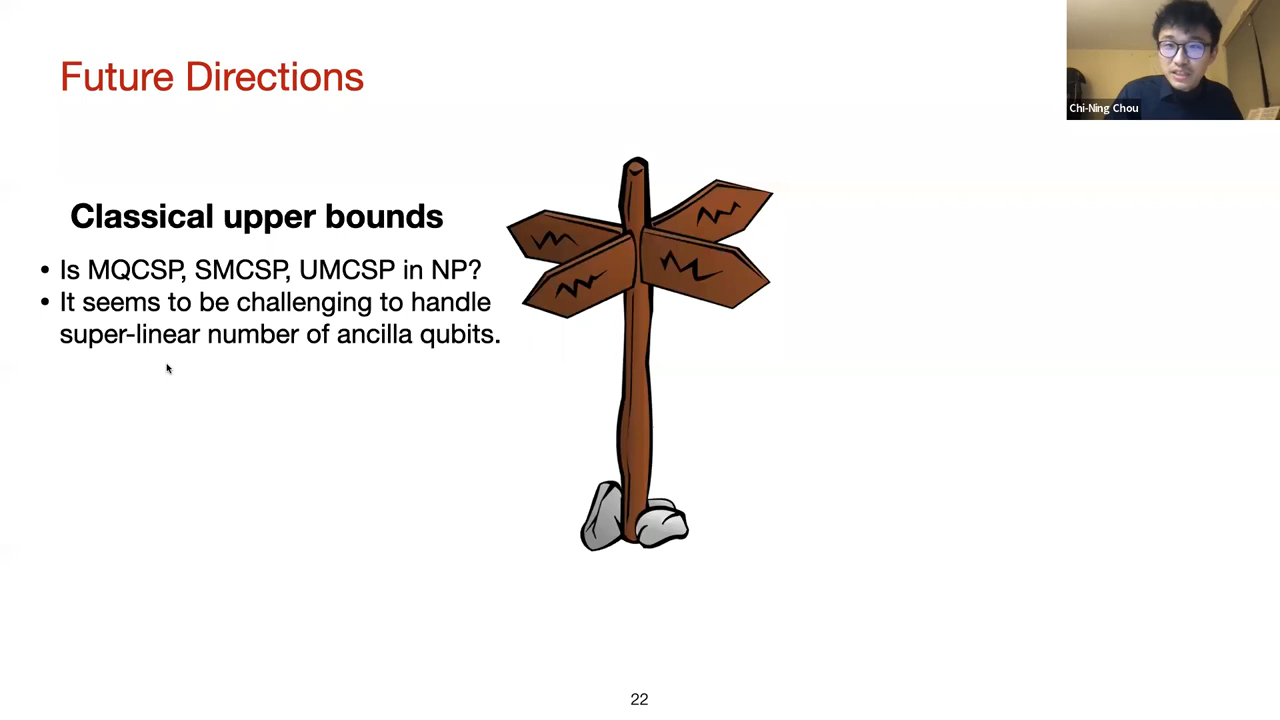 Future Directions
Chi-Ning Chou
Classical upper bounds
• Is MQCSP, SMCSP, UMCSP in NP?
• It seems to be challenging to handle
super-linear number of ancilla qubits.
22